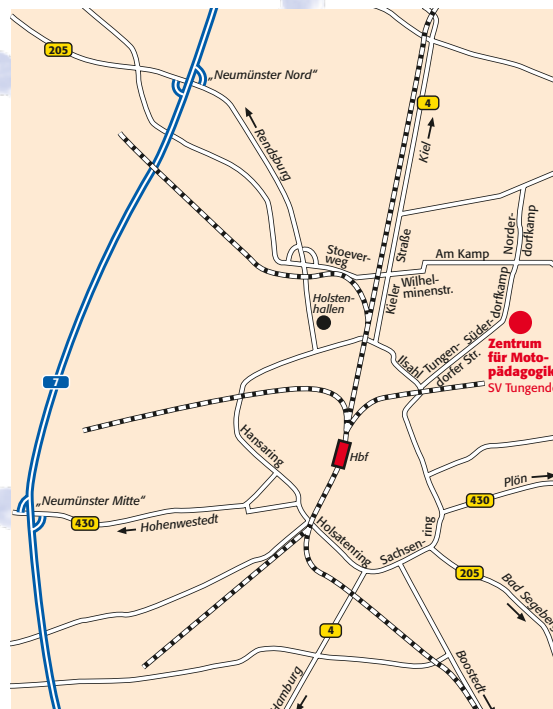 205
„Neumünster Nord“
4
Rendsburg
Kiel
Norder-
dorfkamp
Stoever-
weg
Am Kamp
Kieler
Straße
Wilhel-
minenstr.
Holsten-
hallen
Süder-
dorfkamp
Ilsahl
Tungen-
dorfer Str.
Zentrum
für Moto-
pädagogik
SV Tungendo
7
Hansaring
Hbf
„Neumünster Mitte“
430
Hohenwestedt
Plön
430
Holsatenring
Sachsen-
ring
205
Bad Segeberg
4
Hamburg
Boostedt